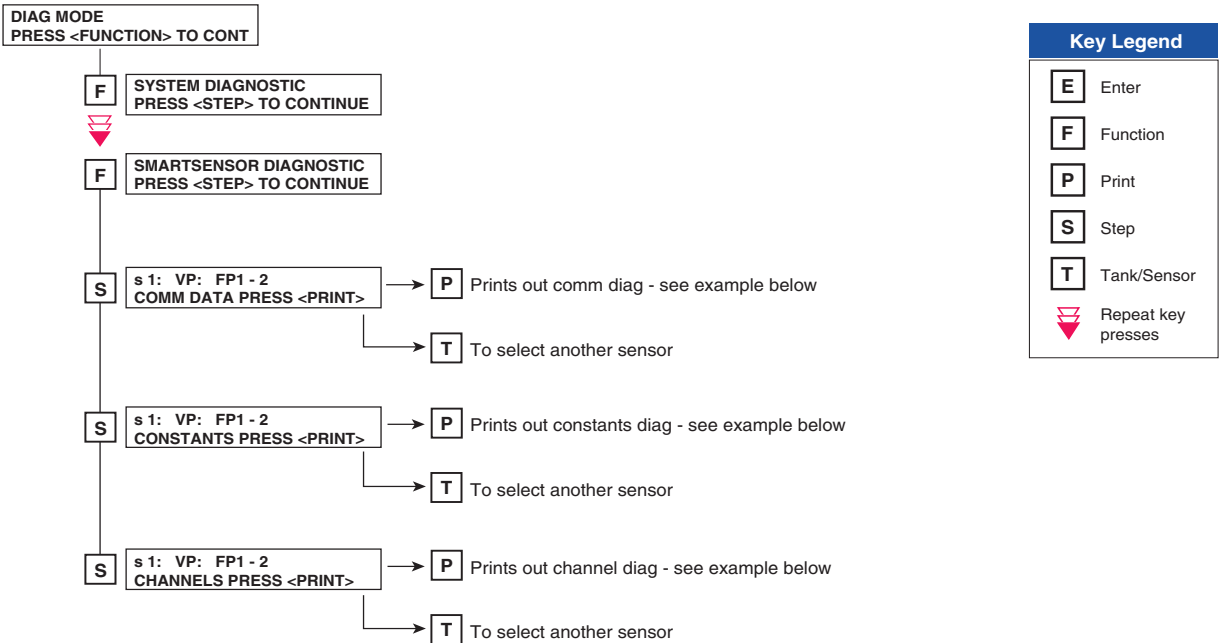 DIAG MODE
PRESS <FUNCTION> TO CONT
F
SYSTEM DIAGNOSTIC
PRESS <STEP> TO CONTINUE
F
SMARTSENSOR DIAGNOSTIC
PRESS <STEP> TO CONTINUE
S
s 1: VP: FP1 - 2
COMM DATA PRESS <PRINT>
P Prints out comm diag - see example below
T To select another sensor
S
s 1: VP: FP1 - 2
CONSTANTS PRESS <PRINT>
P Prints out constants diag - see example below
T To select another sensor
S
s 1: VP: FP1 - 2
CHANNELS PRESS <PRINT>
P Prints out channel diag - see example below
T To select another sensor
Key Legend
E Enter
F Function
P Print
S Step
T Tank/Sensor
Repeat key
presses